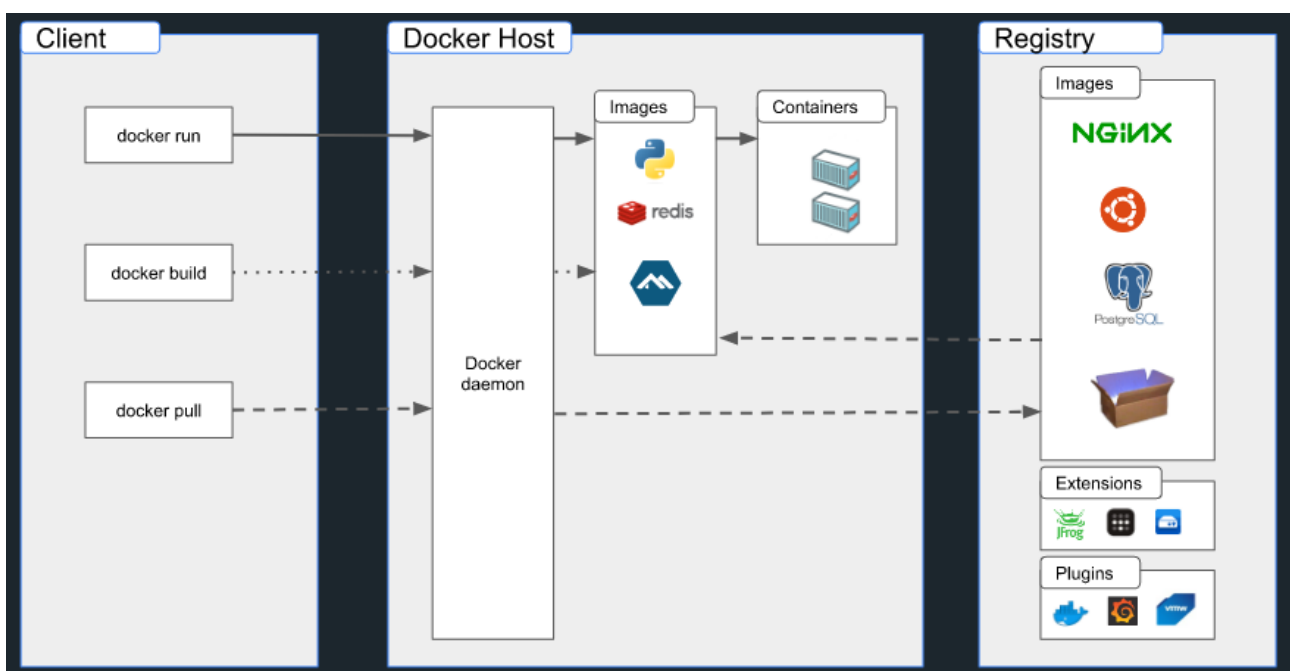 Client
docker run
docker build
docker pull
Docker Host
Docker
daemon
Images
redis
Containers
Registry
Images
NGINX
PostgreSQL
Extensions
JFrog
Plugins
vmw